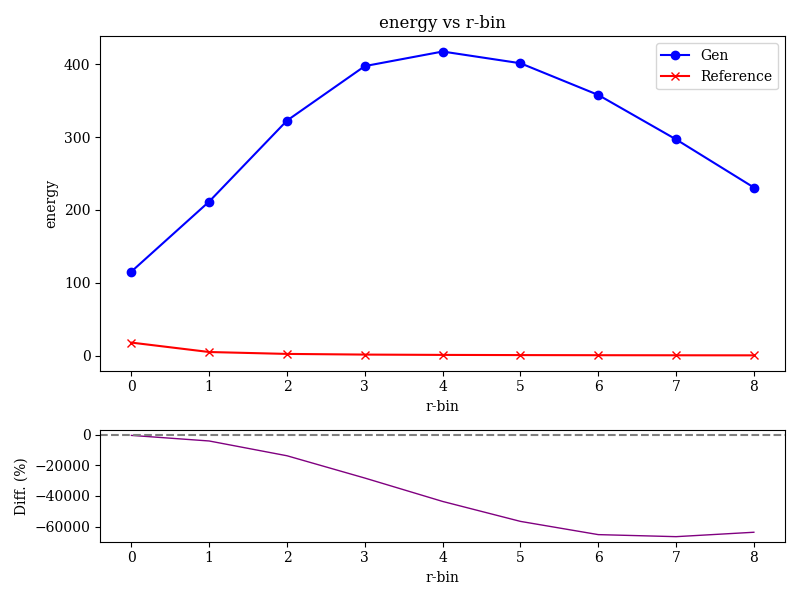 energy vs r-bin
Gen
Reference
energy
400
300
200
100
0
0 1 2 3 4 5 6 7 8
r-bin
Diff. (%)
0
−20000
−40000
−60000
0 1 2 3 4 5 6 7 8
r-bin